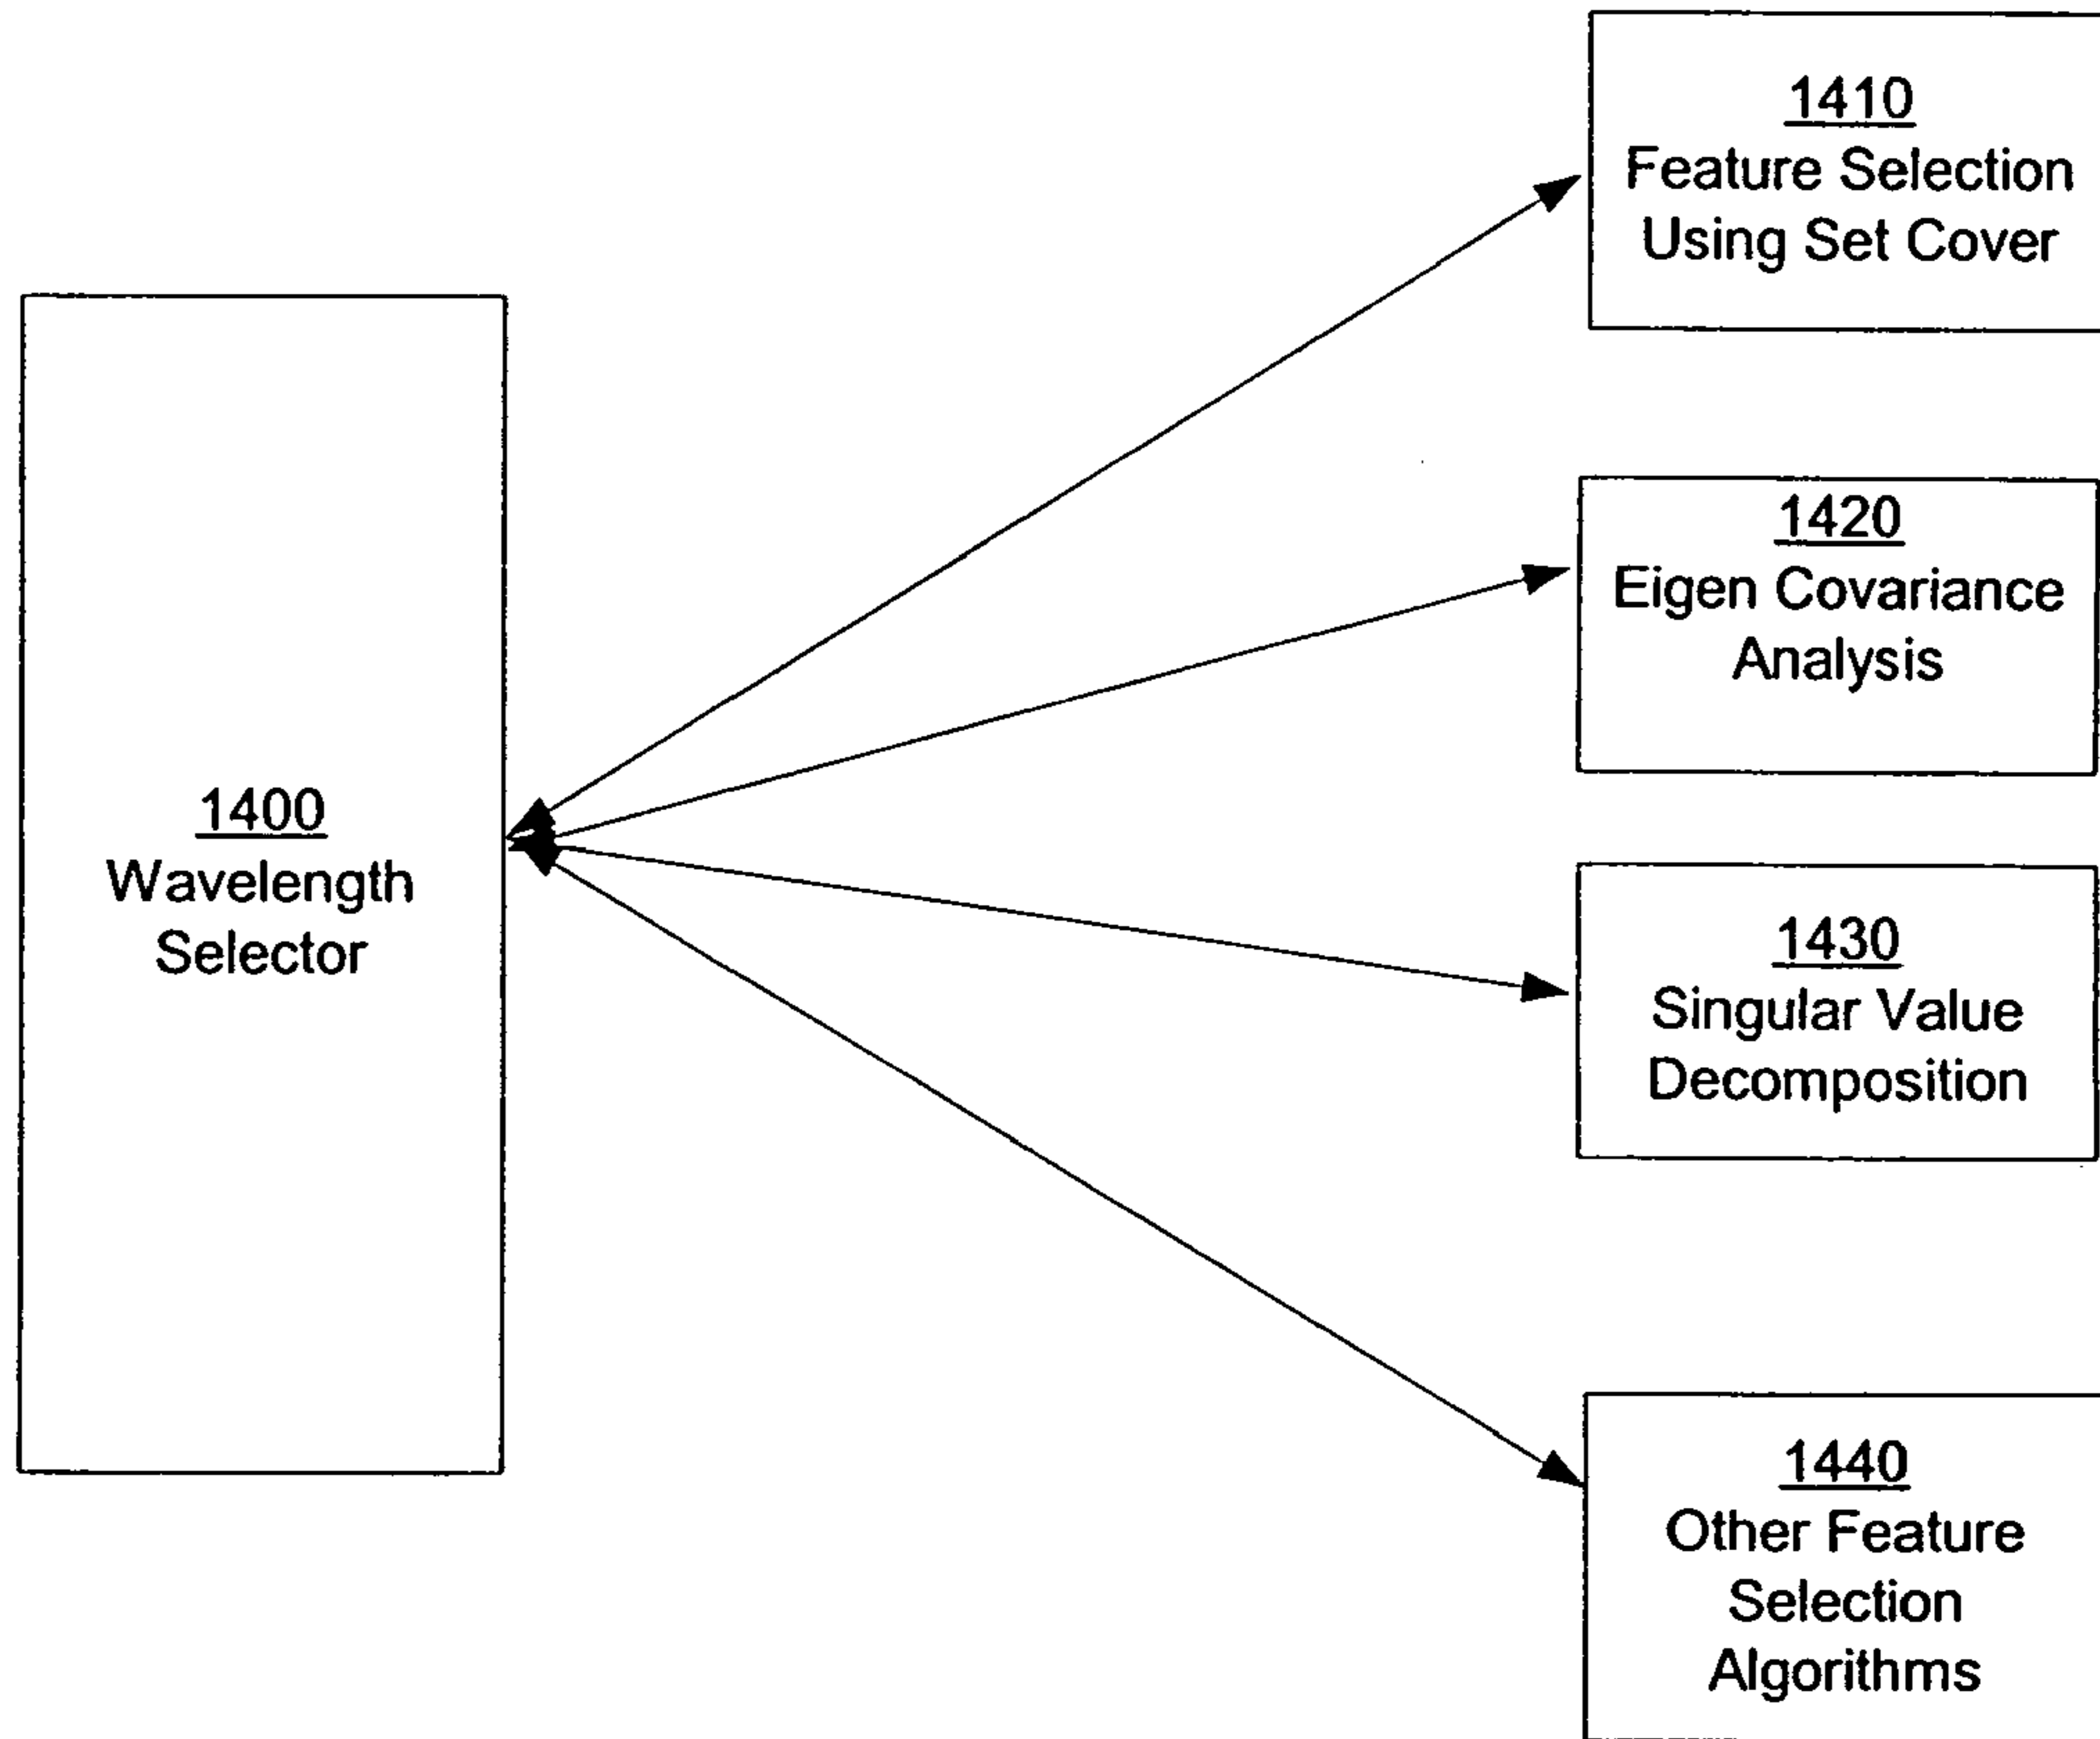 1410
Feature Selection
Using Set Cover
1420
Eigen Covariance
Analysis
1400
Wavelength
Selector
1430
Singular Value
Decomposition
1440
Other Feature
Selection
Algorithms